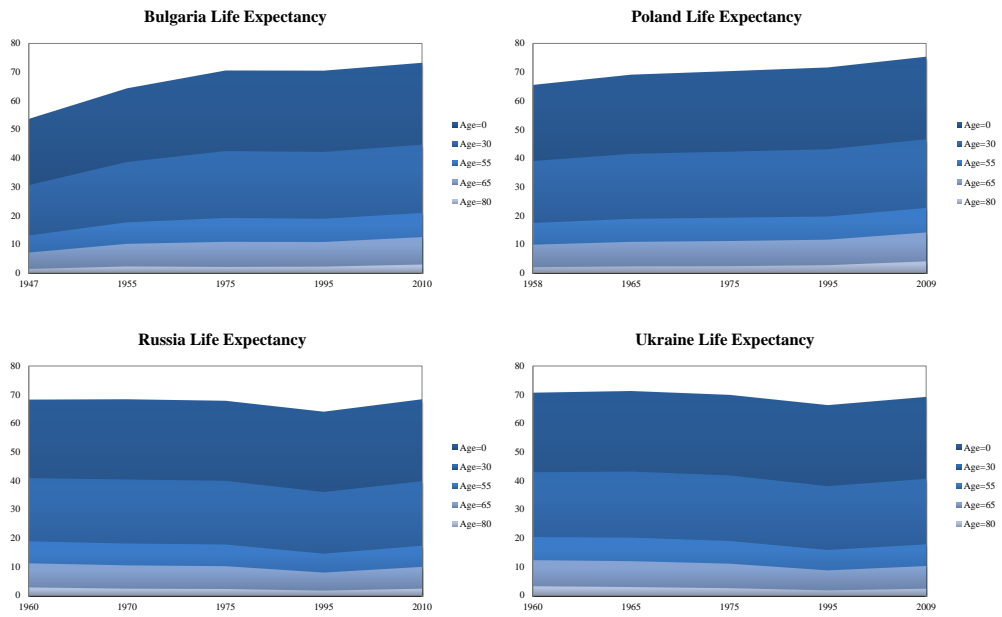 Bulgaria Life Expectancy
80
70
60
50
40
30
20
10
0
1947 1955 1975 1995 2010
Age=0
Age=30
Age=55
Age=65
Age=80
Poland Life Expectancy
80
70
60
50
40
30
20
10
0
1958 1965 1975 1995 2009
Age=0
Age=30
Age=55
Age=65
Age=80
Russia Life Expectancy
80
70
60
50
40
30
20
10
0
1960 1970 1975 1995 2010
Age=0
Age=30
Age=55
Age=65
Age=80
Ukraine Life Expectancy
80
70
60
50
40
30
20
10
0
1960 1965 1975 1995 2009
Age=0
Age=30
Age=55
Age=65
Age=80